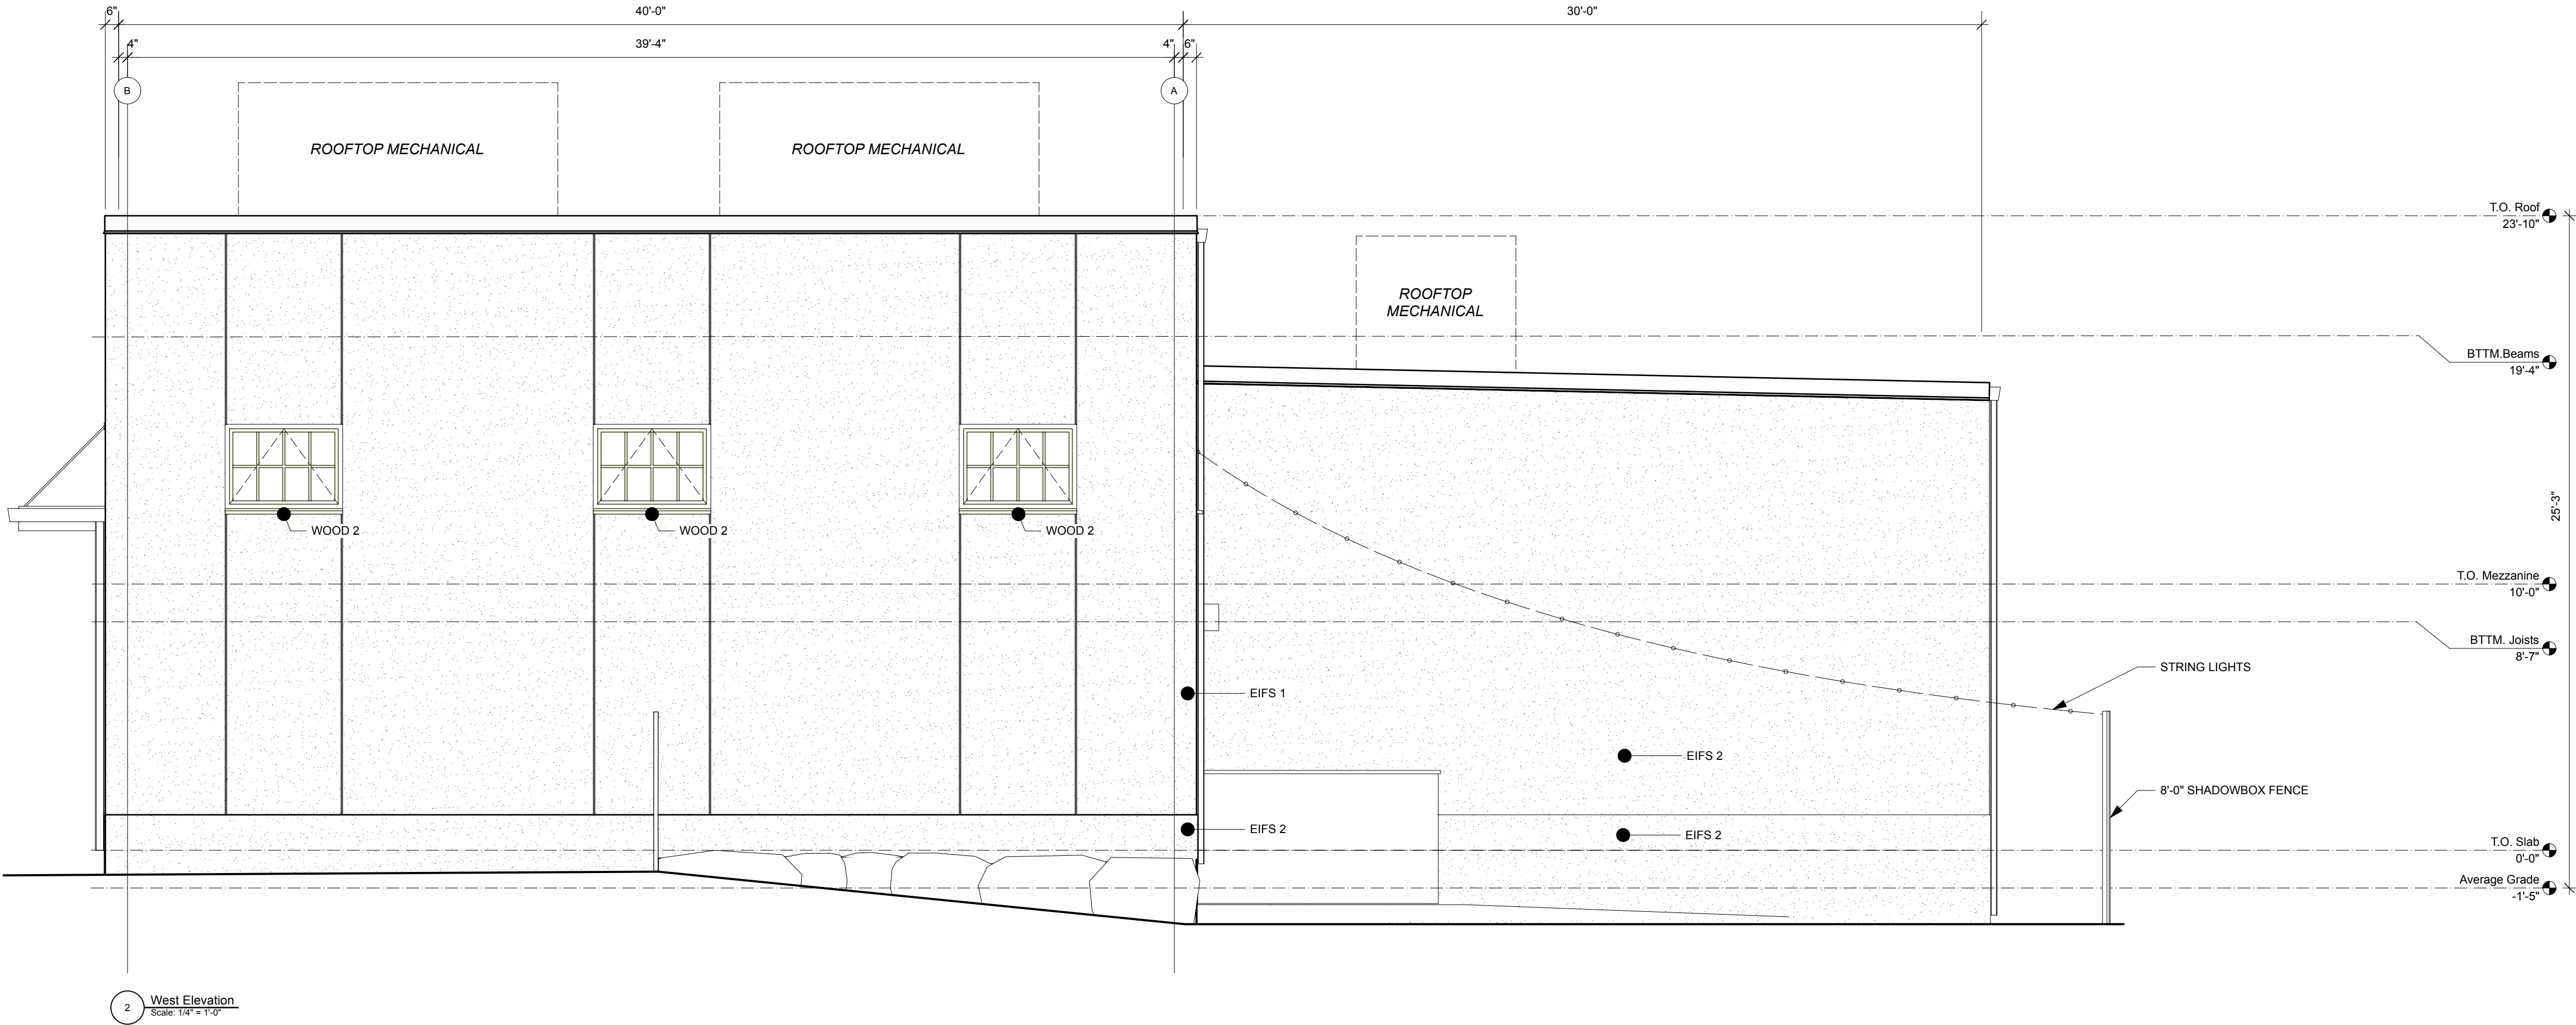 6" 40'-0" 30'-0"
4" 39'-4" 4" 6"
B A
ROOFTOP MECHANICAL ROOFTOP MECHANICAL
T.O. Roof
23'-10"
ROOFTOP
MECHANICAL
BTTM.Beams
19'-4"
25'-3"
WOOD 2 WOOD 2 WOOD 2
T.O. Mezzanine
10'-0"
BTTM. Joists
8'-7"
STRING LIGHTS
EIFS 1
EIFS 2
8'-0" SHADOWBOX FENCE
EIFS 2 EIFS 2
T.O. Slab
0'-0"
Average Grade
-1'-5"
2 West Elevation
Scale: 1/4" = 1'-0"